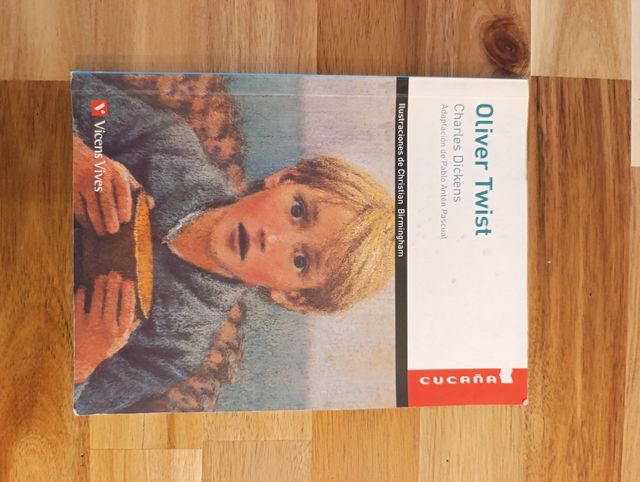 Oliver Twist
Charles Dickens
Adaptación de Pablo Antón Pascual
CUCAÑA
Ilustraciones de Christian Birmingham
Vicens Vives